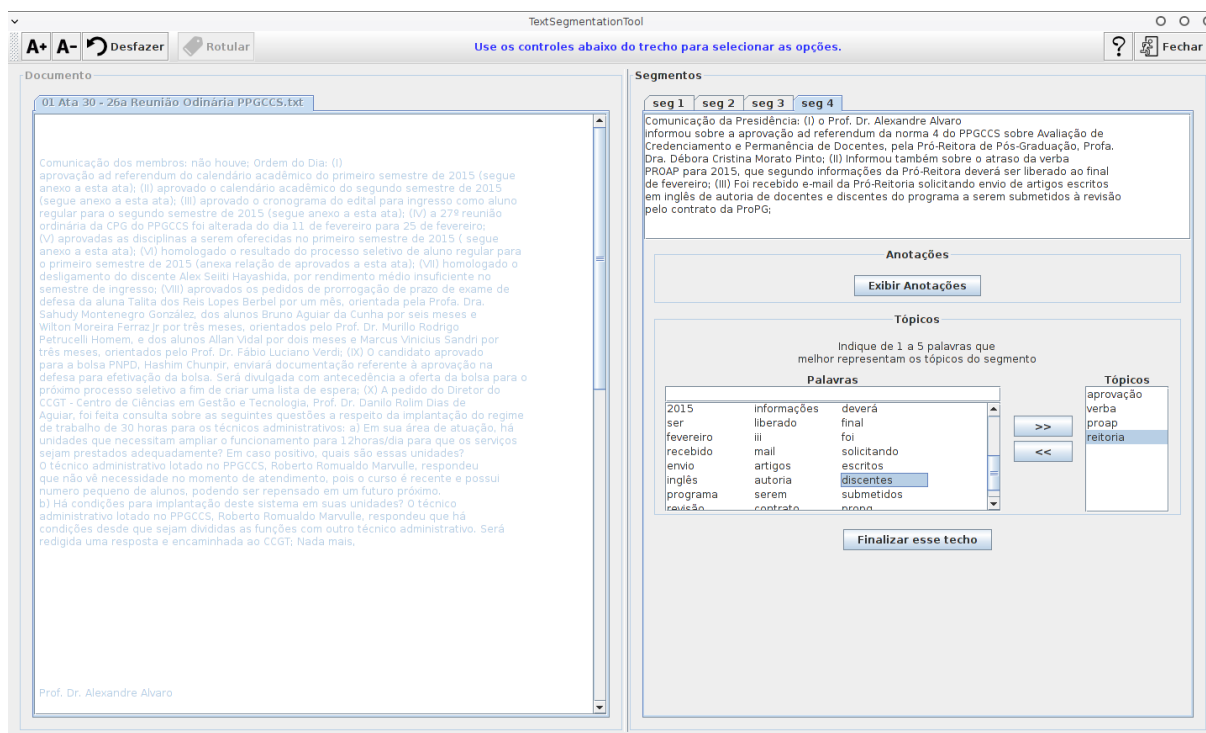 TextSegmentationTool
A+ A- Desfazer Rotular Use os controles abaixo do trecho para selecionar as opções. ? Fechar
Documento
01 Ata 30 - 26a Reunião Odinária PPGCCS.txt
Comunicação dos membros: não houve; Ordem do Dia: (I)
aprovação ad referendum do calendário acadêmico do primeiro semestre de 2015 (segue
anexo a esta ata); (II) aprovado o calendário acadêmico do segundo semestre de 2015
(segue anexo a esta ata); (III) aprovado o cronograma do edital para ingresso como aluno
regular para o segundo semestre de 2015 (segue anexo a esta ata); (IV) a 27ª reunião
ordinária da CPG do PPGCCS foi alterada do dia 11 de fevereiro para 25 de fevereiro;
(V) aprovadas as disciplinas a serem oferecidas no primeiro semestre de 2015 ( segue
anexo a esta ata); (VI) homologado o resultado do processo seletivo de aluno regular para
o primeiro semestre de 2015 (anexa relação de aprovados a esta ata); (VII) homologado o
desligamento do discente Alex Seiiti Hayashida, por rendimento médio insuficiente no
semestre de ingresso; (VIII) aprovados os pedidos de prorrogação de prazo de exame de
defesa da aluna Talita dos Reis Lopes Berbel por um mês, orientada pela Profa. Dra.
Sahudy Montenegro González, dos alunos Bruno Aguiar da Cunha por seis meses e
Wilton Moreira Ferraz Jr por três meses, orientados pelo Prof. Dr. Murillo Rodrigo
Petrucelli Homem, e dos alunos Allan Vidal por dois meses e Marcus Vinicius Sandri por
três meses, orientados pelo Prof. Dr. Fábio Luciano Verdi; (IX) O candidato aprovado
para a bolsa PNPD, Hashim Chunpir, enviará documentação referente à aprovação na
defesa para efetivação da bolsa. Será divulgada com antecedência a oferta da bolsa para o
próximo processo seletivo a fim de criar uma lista de espera; (X) A pedido do Diretor do
CCGT - Centro de Ciências em Gestão e Tecnologia, Prof. Dr. Danilo Rolim Dias de
Aguiar, foi feita consulta sobre as seguintes questões a respeito da implantação do regime
de trabalho de 30 horas para os técnicos administrativos: a) Em sua área de atuação, há
unidades que necessitam ampliar o funcionamento para 12horas/dia para que os serviços
sejam prestados adequadamente? Em caso positivo, quais são essas unidades?
O técnico administrativo lotado no PPGCCS, Roberto Romualdo Marvulle, respondeu
que não vê necessidade no momento de atendimento, pois o curso é recente e possui
numero pequeno de alunos, podendo ser repensado em um futuro próximo.
b) Há condições para implantação deste sistema em suas unidades? O técnico
administrativo lotado no PPGCCS, Roberto Romualdo Marvulle, respondeu que há
condições desde que sejam divididas as funções com outro técnico administrativo. Será
redigida uma resposta e encaminhada ao CCGT; Nada mais,
Prof. Dr. Alexandre Alvaro
Segmentos
seg 1 seg 2 seg 3 seg 4
Comunicação da Presidência: (I) o Prof. Dr. Alexandre Alvaro
informou sobre a aprovação ad referendum da norma 4 do PPGCCS sobre Avaliação de
Credenciamento e Permanência de Docentes, pela Pró-Reitora de Pós-Graduação, Profa.
Dra. Débora Cristina Morato Pinto; (II) Informou também sobre o atraso da verba
PROAP para 2015, que segundo informações da Pró-Reitora deverá ser liberado ao final
de fevereiro; (III) Foi recebido e-mail da Pró-Reitoria solicitando envio de artigos escritos
em inglês de autoria de docentes e discentes do programa a serem submetidos à revisão
pelo contrato da ProPG;
Anotações
Exibir Anotações
Tópicos
Indique de 1 a 5 palavras que
melhor representam os tópicos do segmento
Palavras
2015 informações deverá
ser liberado final
fevereiro iii foi
recebido mail solicitando
envio artigos escritos
inglês autoria discentes
programa serem submetidos
revisão contrato propg
>>
<<
Tópicos
aprovação
verba
proap
reitoria
Finalizar esse techo